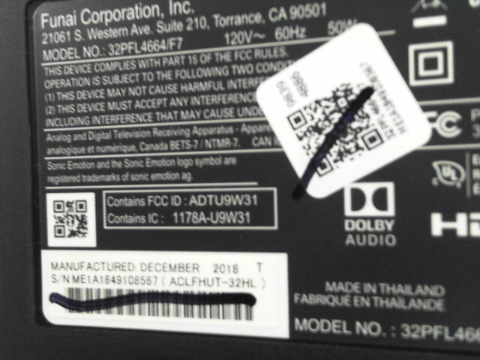 Funai Corporation, Inc.
21061 S. Western Ave. Suite 210, Torrance, CA 90501
MODEL NO.: 32PFL4664/F7 120V~ 60Hz 50W
THIS DEVICE COMPLIES WITH PART 15 OF THE FCC RULES.
OPERATION IS SUBJECT TO THE FOLLOWING TWO
(1) THIS DEVICE MAY NOT CAUSE HARMFUL
(2) THIS DEVICE MUST ACCEPT ANY INTERFERENCE
INCLUDING INTERFERENCE THAT MAY CAUSE
Analog and Digital Television Receiving Apparatus
analogique et numérique, Canada BETS-7 / NTMR-7. CAN
Sonic Emotion and the Sonic Emotion logo symbol are
registered trademarks of sonic emotion ag.
Contains FCC ID : ADTU9W31
Contains IC : 1178A-U9W31
DOLBY
AUDIO
MANUFACTURED: DECEMBER 2018 T
S/N ME1A1849108567 ( ACLFHUT-32HL )
MADE IN THAILAND
FABRIQUÉ EN THAÏLANDE
MODEL NO. : 32PFL466